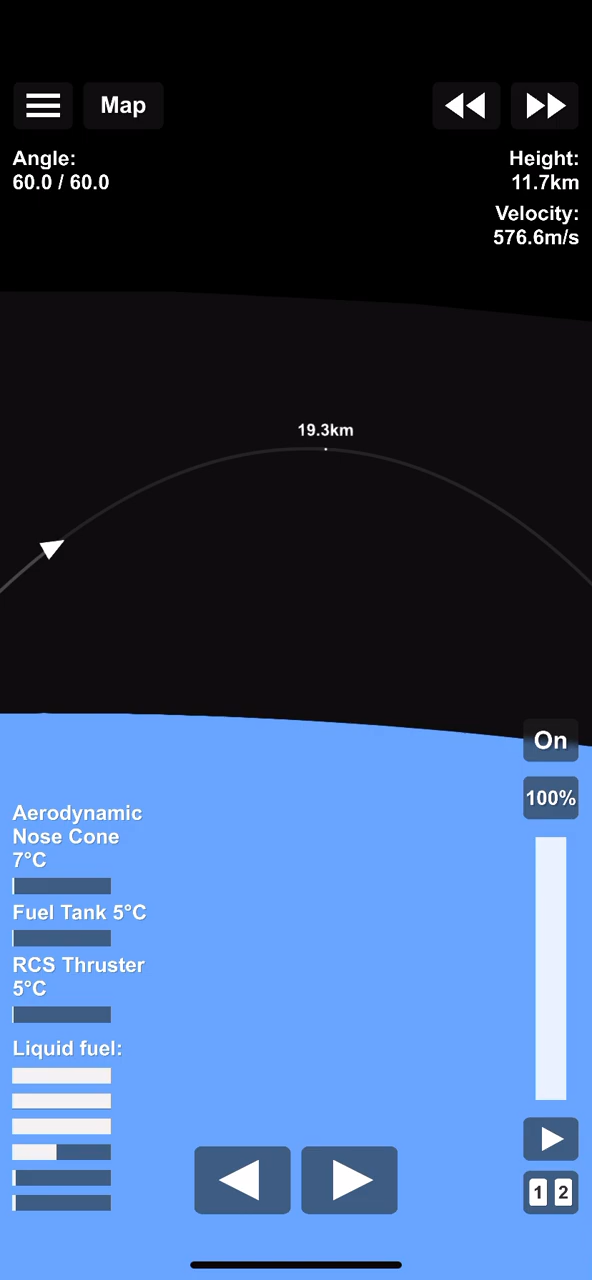 Map
Angle:
60.0 / 60.0
Height:
11.7km
Velocity:
576.6m/s
19.3km
On
100%
Aerodynamic
Nose Cone
7°C
Fuel Tank 5°C
RCS Thruster
5°C
Liquid fuel:
1 2